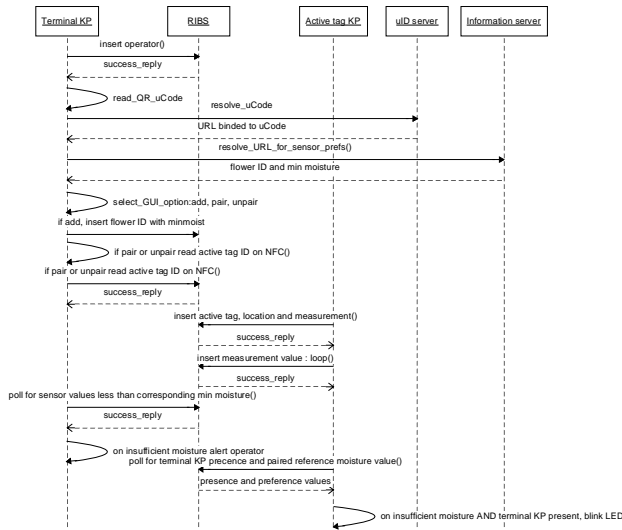 Terminal KP
RIBS
Active tag KP
uID server
Information server
insert operator()
success_reply
read_QR_uCode
resolve_uCode
URL binded to uCode
resolve_URL_for_sensor_prefs()
flower ID and min moisture
select_GUI_option:add, pair, unpair
if add, insert flower ID with minmoist
if pair or unpair read active tag ID on NFC()
if pair or unpair read active tag ID on NFC()
success_reply
insert active tag, location and measurement()
success_reply
insert measurement value : loop()
success_reply
poll for sensor values less than corresponding min moisture()
success_reply
on insufficient moisture alert operator
poll for terminal KP precence and paired reference moisture value()
presence and preference values
on insufficient moisture AND terminal KP present, blink LED